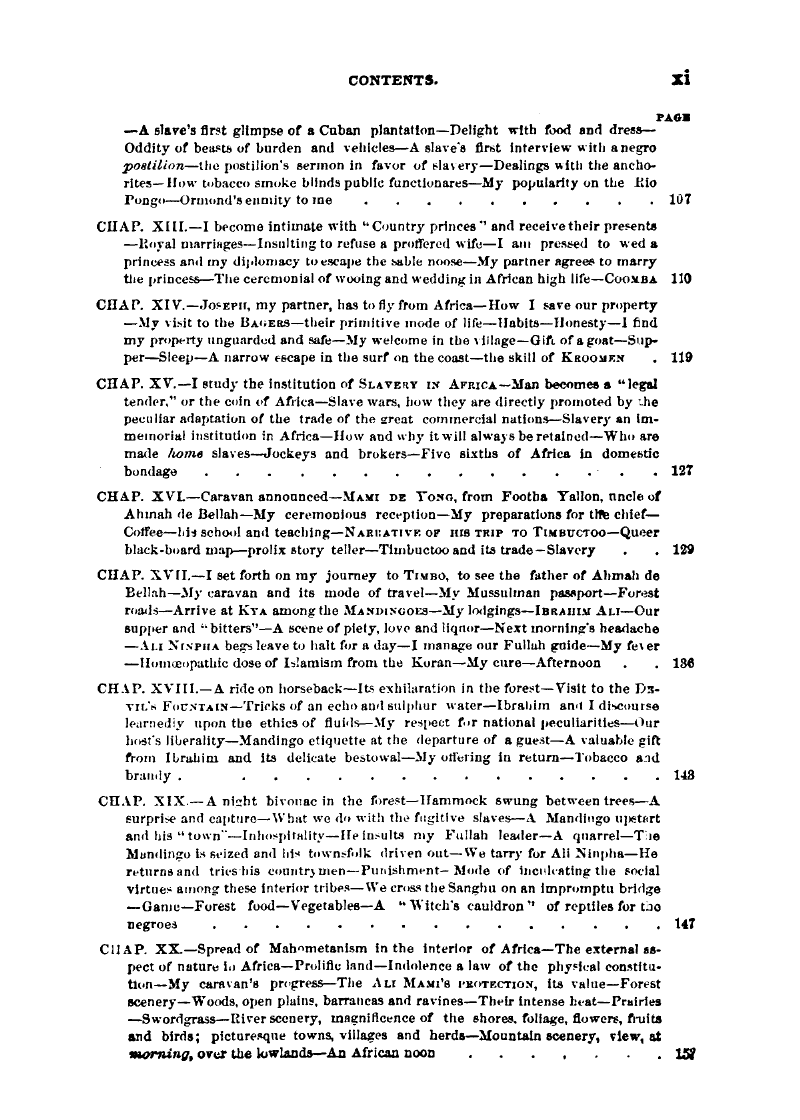 CONTENTS. xi
PAGE
—A slave's first glimpse of a Cuban plantation—Delight with food and dress—
Oddity of beasts of burden and vehicles—A slave's first interview with a negro
postilion—the postilion's sermon in favor of slavery—Dealings with the ancho-
rites—How tobacco smoke blinds public functionares—My popularity on the Rio
Pongo—Ormond's enmity to me . . . . . . . . . . 107
CHAP. XIII.—I become intimate with "Country princes" and receive their presents
—Royal marriages—Insulting to refuse a proffered wife—I am pressed to wed a
princess and my diplomacy to escape the sable noose—My partner agrees to marry
the princess—The ceremonial of wooing and wedding in African high life—COOMBA 110
CHAP. XIV.—JOSEPH, my partner, has to fly from Africa—How I save our property
—My visit to the BAGERS—their primitive mode of life—Habits—Honesty—I find
my property unguarded and safe—My welcome in the village—Gift of a goat—Sup-
per—Sleep—A narrow escape in the surf on the coast—the skill of KROOMEN . 119
CHAP. XV.—I study the institution of SLAVERY IN AFRICA—Man becomes a "legal
tender," or the coin of Africa—Slave wars, how they are directly promoted by the
peculiar adaptation of the trade of the great commercial nations—Slavery an im-
memorial institution in Africa—How and why it will always be retained—Who are
made home slaves—Jockeys and brokers—Five sixths of Africa in domestic
bondage . . . . . . . . . . . . . . . 127
CHAP. XVI.—Caravan announced—MAMI DE YONG, from Footha Yallon, uncle of
Ahmah de Bellah—My ceremonious reception—My preparations for the chief—
Coffee—his school and teaching—NARRATIVE OF HIS TRIP TO TIMBUCTOO—Queer
black-board map—prolix story teller—Timbuctoo and its trade—Slavery . . 129
CHAP. XVII.—I set forth on my journey to TIMBO, to see the father of Ahmah de
Bellah—My caravan and its mode of travel—My Mussulman passport—Forest
roads—Arrive at KYA among the MANDINGOES—My lodgings—IBRAHIM ALI—Our
supper and "bitters"—A scene of piety, love and liquor—Next morning's headache
—ALI NINPHA begs leave to halt for a day—I manage our Fullah guide—My fever
—Homœopathic dose of Islamism from the Koran—My cure—Afternoon . . 136
CHAP. XVIII.—A ride on horseback—Its exhilaration in the forest—Visit to the DE-
VIL'S FOUNTAIN—Tricks of an echo and sulphur water—Ibrahim and I discourse
learnedly upon the ethics of fluids—My respect for national peculiarities—Our
host's liberality—Mandingo etiquette at the departure of a guest—A valuable gift
from Ibrahim and its delicate bestowal—My offering in return—Tobacco and
brandy . . . . . . . . . . . . . . . 143
CHAP. XIX.—A night bivouac in the forest—Hammock swung between trees—A
surprise and capture—What we do with the fugitive slaves—A Mandingo upstart
and his "town"—Inhospitality—He insults my Fullah leader—A quarrel—The
Mandingo is seized and his townsfolk driven out—We tarry for Ali Ninpha—He
returns and tries his countrymen—Punishment—Mode of inculcating the social
virtues among these interior tribes—We cross the Sanghu on an impromptu bridge
—Game—Forest food—Vegetables—A "Witch's cauldron" of reptiles for the
negroes . . . . . . . . . . . . . . . 147
CHAP. XX.—Spread of Mahometanism in the interior of Africa—The external as-
pect of nature in Africa—Prolific land—Indolence a law of the physical constitu-
tion—My caravan's progress—The ALI MAMI'S PROTECTION, its value—Forest
scenery—Woods, open plains, barrancas and ravines—Their intense heat—Prairies
—Swordgrass—River scenery, magnificence of the shores, foliage, flowers, fruits
and birds; picturesque towns, villages and herds—Mountain scenery, view, at
morning, over the lowlands—An African noon . . . . . . . 152